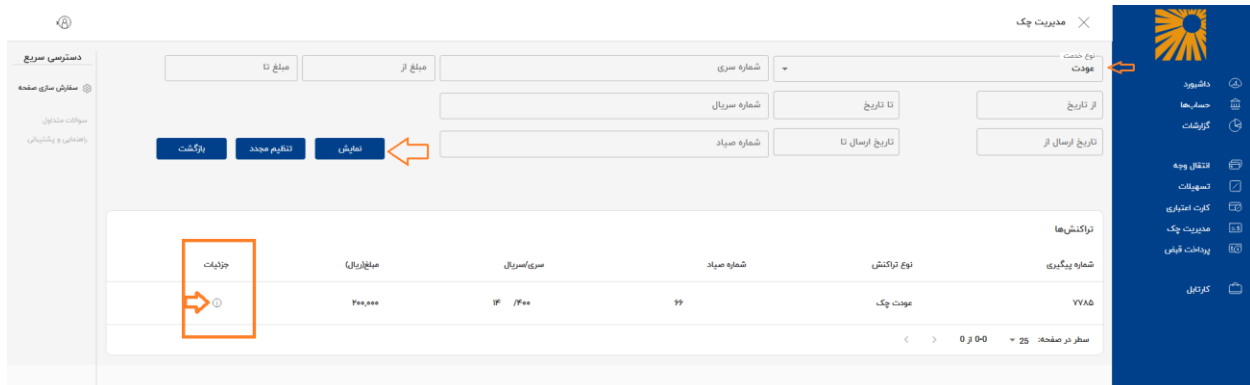 مدیریت چک
داشبورد
حساب‌ها
گزارشات
انتقال وجه
تسهیلات
کارت اعتباری
مدیریت چک
پرداخت قبض
کارتابل
نوع خدمت
عودت
شماره سری
مبلغ از
مبلغ تا
از تاریخ
تا تاریخ
شماره سریال
تاریخ ارسال از
تاریخ ارسال تا
شماره صیاد
نمایش
تنظیم مجدد
بازگشت
دسترسی سریع
سفارش سازی صفحه
سوالات متداول
راهنمایی و پشتیبانی
تراکنش‌ها
شماره پیگیری نوع تراکنش شماره صیاد سری/سریال مبلغ(ریال) جزئیات
۷۷۸۵ عودت چک ۶۶ ۱۴ /۴۰۰ ۲۰۰,۰۰۰
سطر در صفحه: 25 0-0 از 0